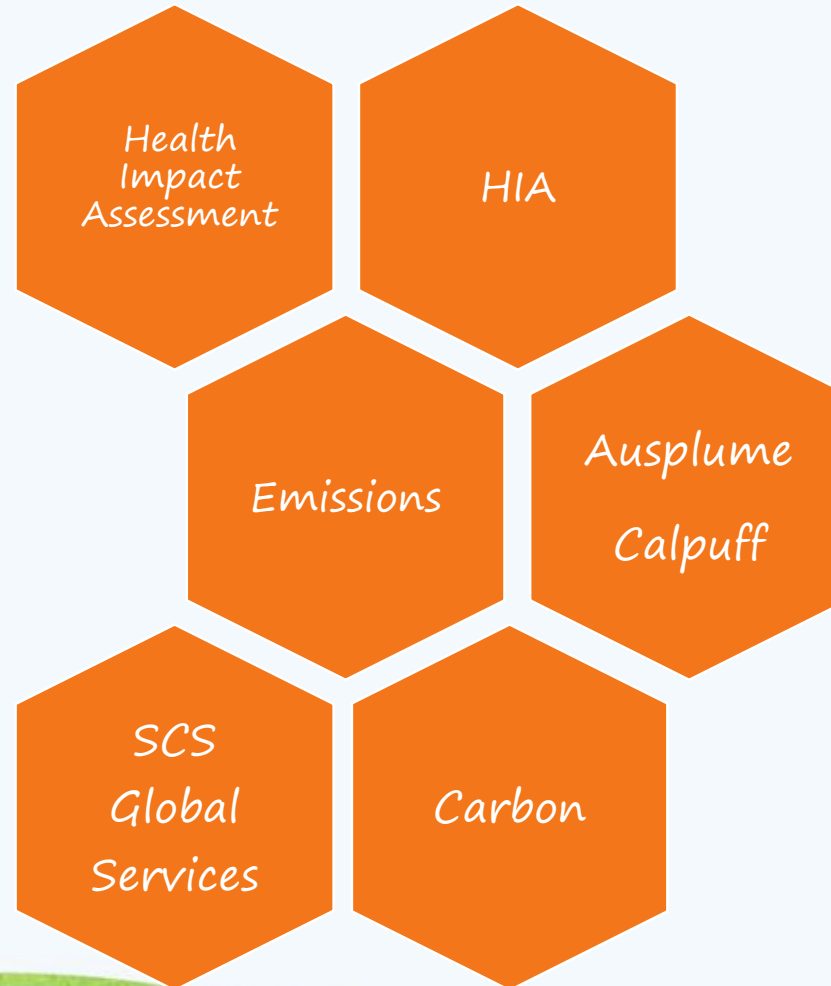 Health
Impact
Assessment
HIA
Emissions
Ausplume
Calpuff
SCS
Global
Services
Carbon